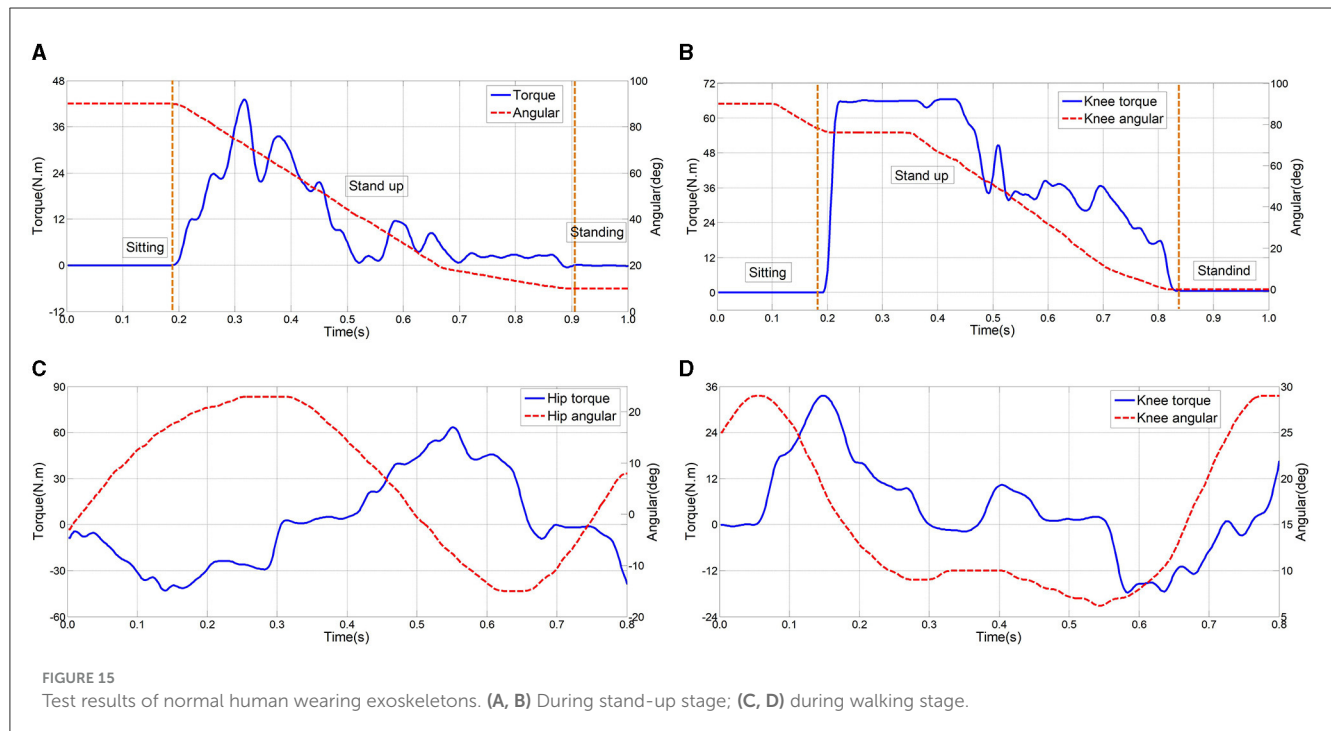 A
48
36
24
12
0
-12
Torque(N.m)
100
80
60
40
20
0
Angular(deg)
Torque
Angular
Sitting
Stand up
Standing
0.0 0.1 0.2 0.3 0.4 0.5 0.6 0.7 0.8 0.9 1.0
Time(s)
B
72
60
48
36
24
12
0
Torque(N.m)
100
80
60
40
20
0
Angular(deg)
Knee torque
Knee angular
Sitting
Stand up
Standind
0.0 0.1 0.2 0.3 0.4 0.5 0.6 0.7 0.8 0.9 1.0
Time(s)
C
90
60
30
0
-30
-60
Torque(N.m)
20
10
0
-10
-20
Angular(deg)
Hip torque
Hip angular
0.0 0.1 0.2 0.3 0.4 0.5 0.6 0.7 0.8
Time(s)
D
36
24
12
0
-12
-24
Torque(N.m)
30
25
20
15
10
5
Angular(deg)
Knee torque
Knee angular
0.0 0.1 0.2 0.3 0.4 0.5 0.6 0.7 0.8
Time(s)
FIGURE 15
Test results of normal human wearing exoskeletons. (A, B) During stand-up stage; (C, D) during walking stage.